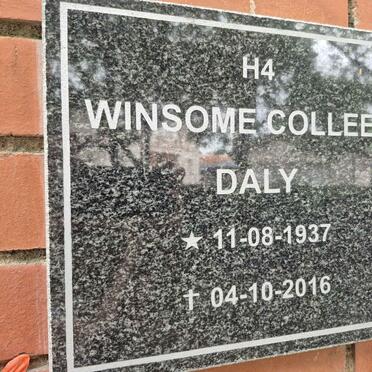 H4
WINSOME COLLEE
DALY
★ 11-08-1937
† 04-10-2016